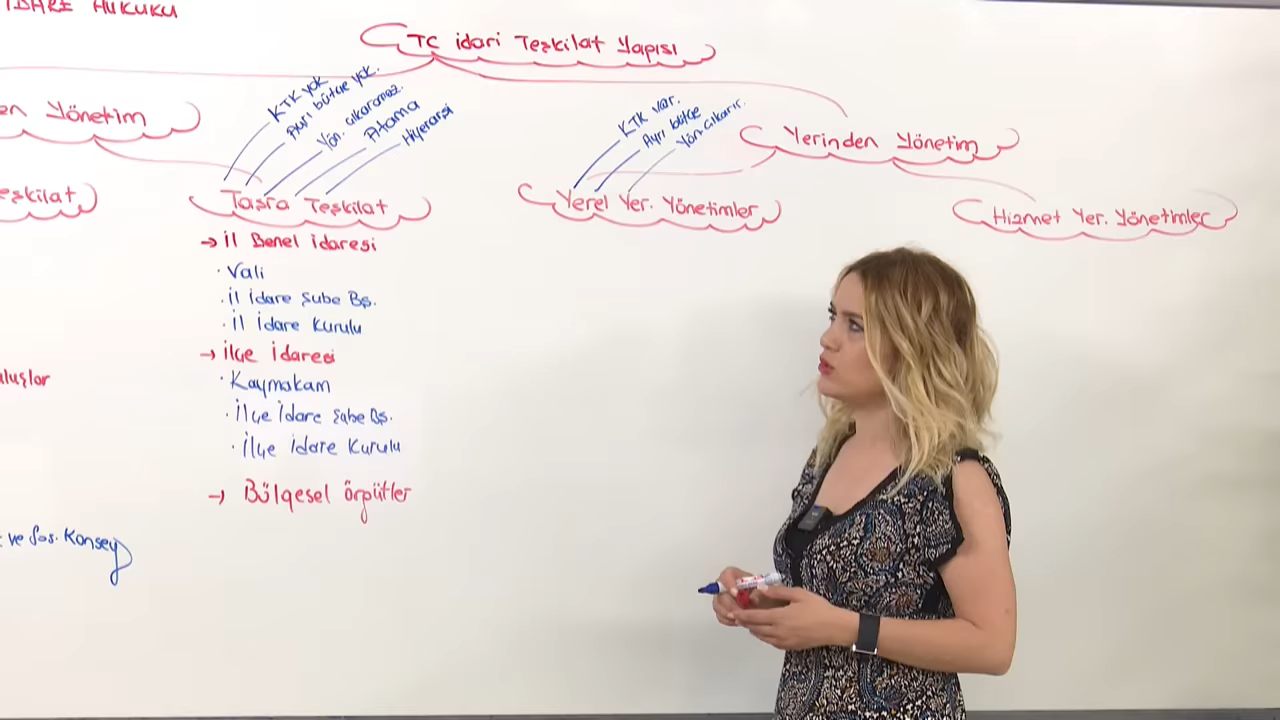 İDARE HUKUKU
TC idari Teşkilat Yapısı
en Yönetim
KTK yok
Ayrı bütçe yok.
Yön. çıkaramaz.
Atama
Hiyerarşi
KTK var.
Ayrı bütçe
Yön. çıkarır.
Yerinden Yönetim
eşkilat
Taşra Teşkilat
Yerel Yer. Yönetimler
Hizmet Yer. Yönetimler
→ İl Genel İdaresi
· Vali
· İl İdare Şube Bş.
· İl İdare Kurulu
→ İlçe İdaresi
· Kaymakam
· İlçe İdare Şube Bş.
· İlçe İdare Kurulu
→ Bölgesel Örgütler
uluşlar
ve Sos. Konsey